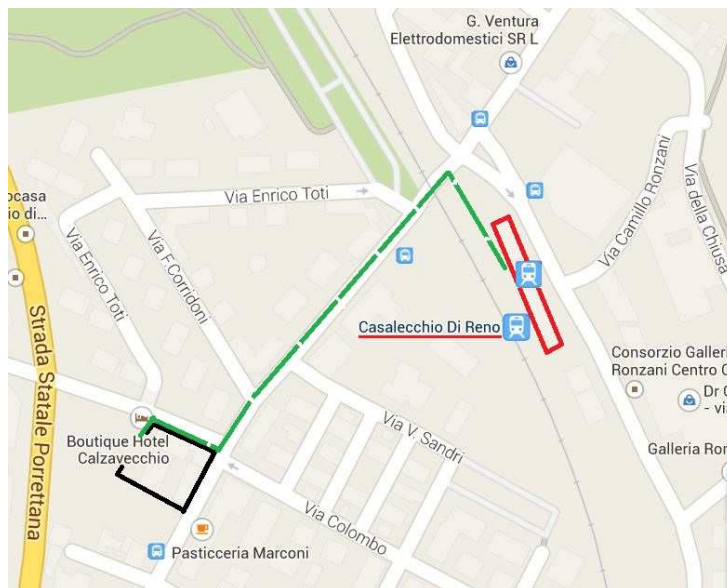 G. Ventura
Elettrodomestici SR L
Via Camillo Ronzani
Via della Chiusa
ocasa
io di...
Via Enrico Toti
Via Enrico Toti
Via F.Corridoni
Strada Statale Porrettana
Casalecchio Di Reno
Consorzio Galleri
Ronzani Centro C
Dr C
- via
Galleria Ron
Boutique Hotel
Calzavecchio
Via V. Sandri
Via Colombo
Pasticceria Marconi